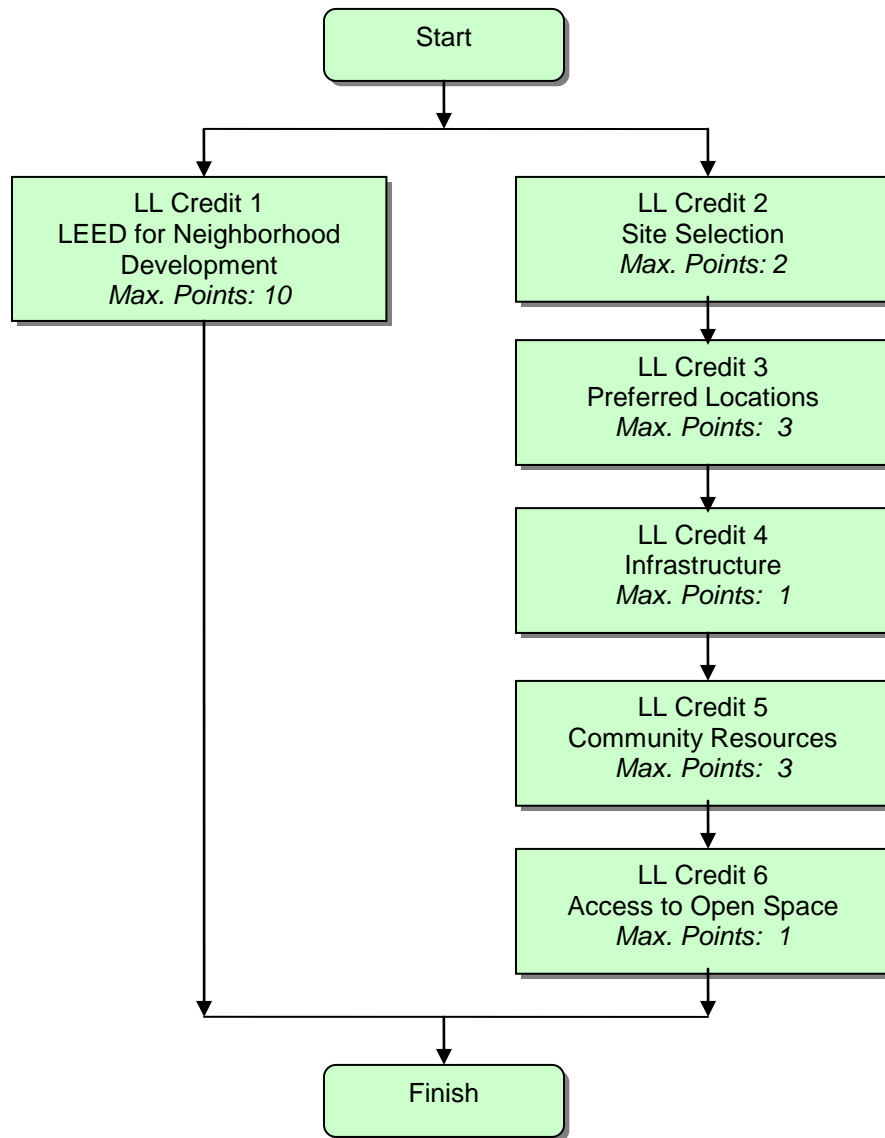 Start
LL Credit 1
LEED for Neighborhood
Development
Max. Points: 10
LL Credit 2
Site Selection
Max. Points: 2
LL Credit 3
Preferred Locations
Max. Points: 3
LL Credit 4
Infrastructure
Max. Points: 1
LL Credit 5
Community Resources
Max. Points: 3
LL Credit 6
Access to Open Space
Max. Points: 1
Finish